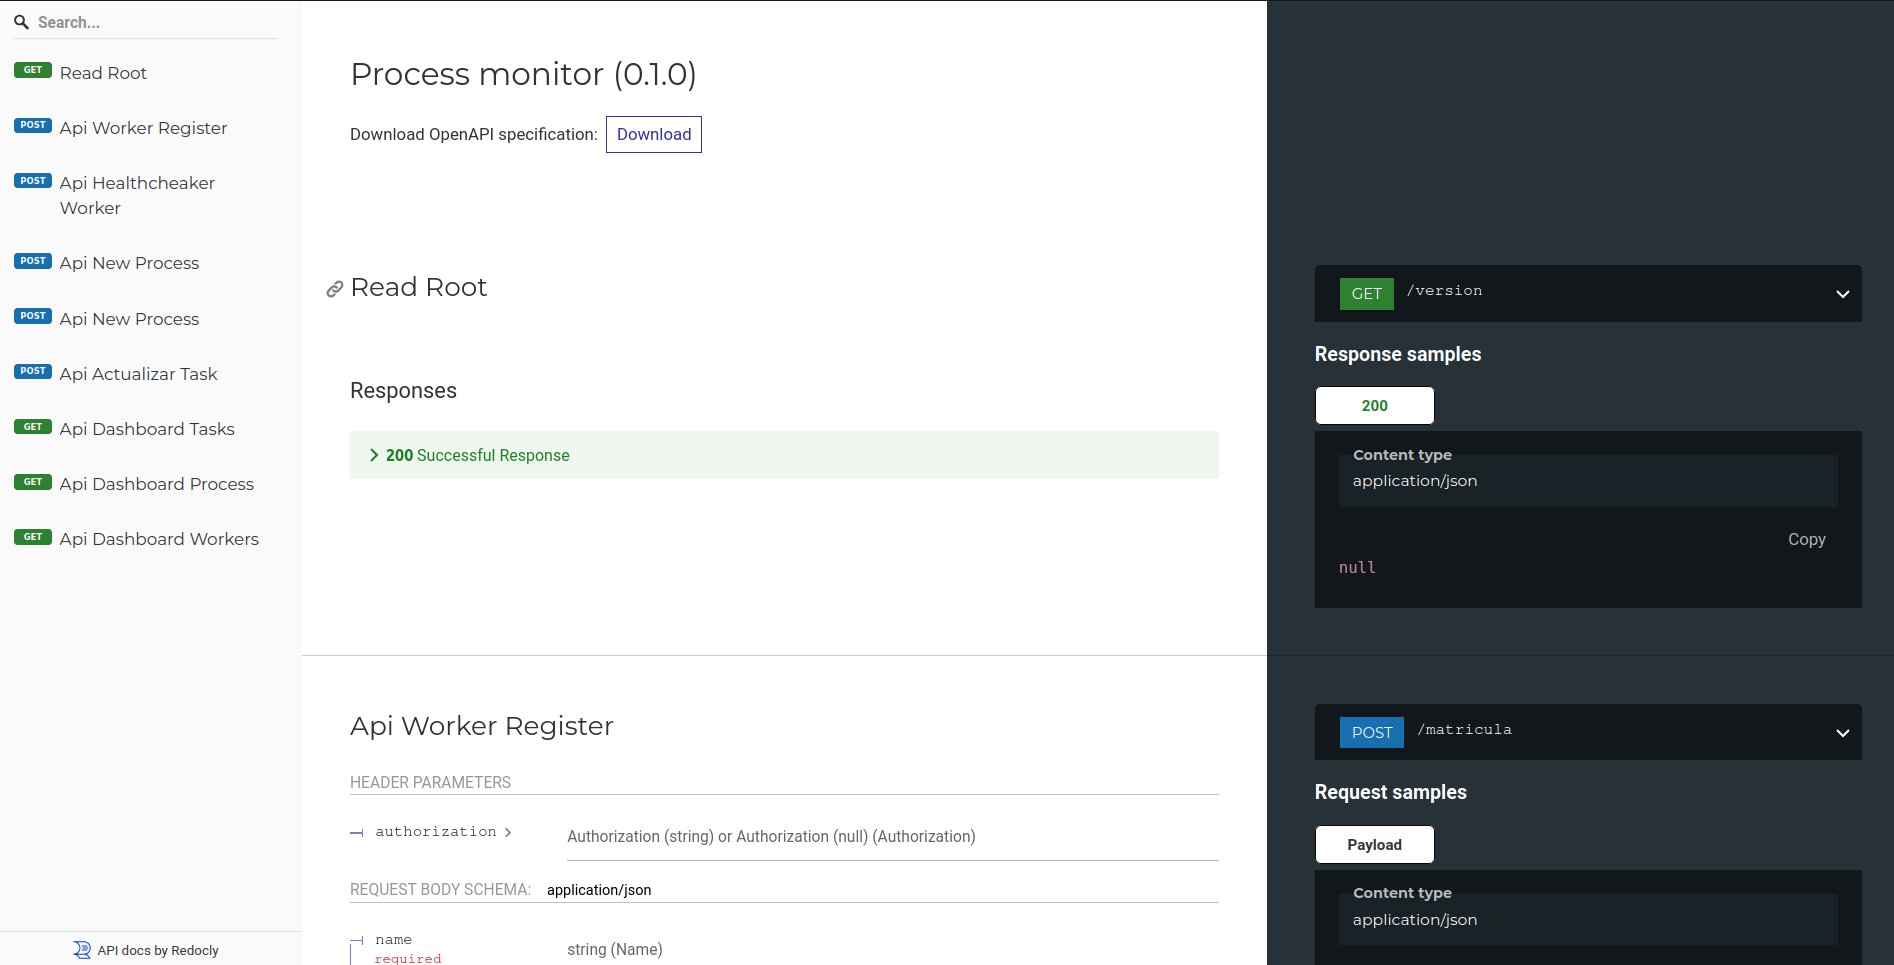 Search...
GET Read Root
POST Api Worker Register
POST Api Healthcheaker
Worker
POST Api New Process
POST Api New Process
POST Api Actualizar Task
GET Api Dashboard Tasks
GET Api Dashboard Process
GET Api Dashboard Workers
API docs by Redocly
Process monitor (0.1.0)
Download OpenAPI specification: Download
Read Root
Responses
200 Successful Response
GET /version
Response samples
200
Content type
application/json
Copy
null
Api Worker Register
HEADER PARAMETERS
authorization Authorization (string) or Authorization (null) (Authorization)
REQUEST BODY SCHEMA: application/json
name string (Name)
required
POST /matricula
Request samples
Payload
Content type
application/json